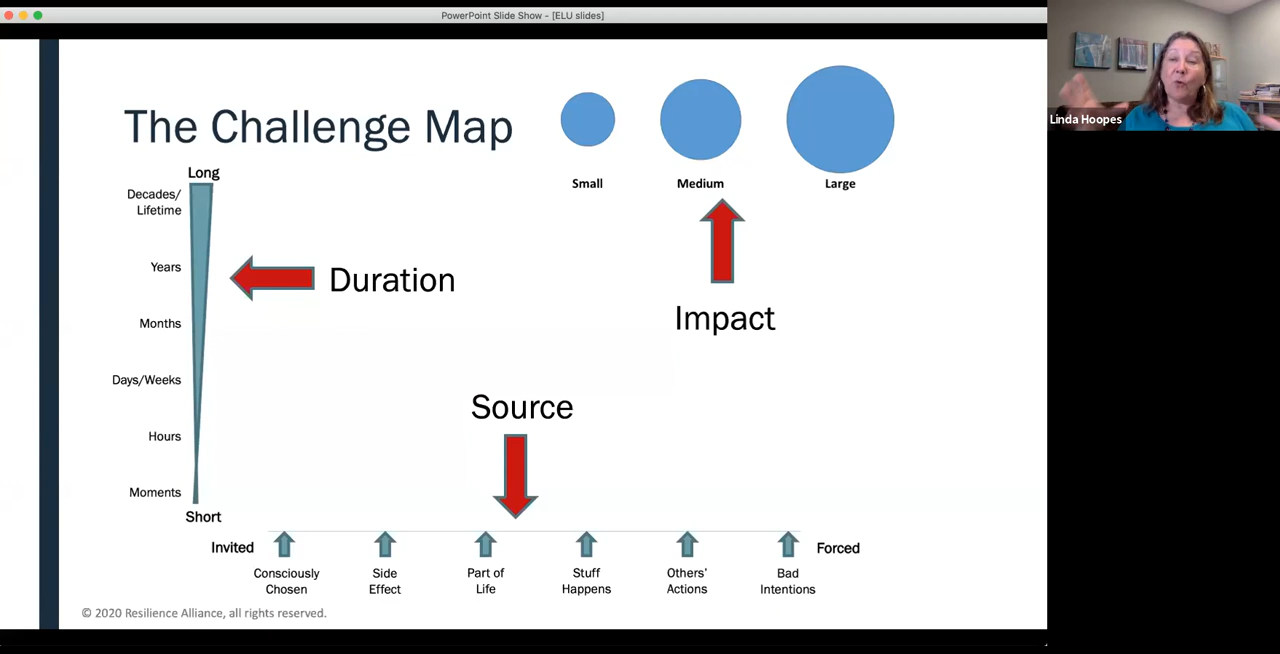 PowerPoint Slide Show - [ELU slides]
Linda Hoopes
The Challenge Map
Small
Medium
Large
Long
Decades/
Lifetime
Years
Months
Days/Weeks
Hours
Moments
Short
Duration
Impact
Source
Invited
Forced
Consciously
Chosen
Side
Effect
Part of
Life
Stuff
Happens
Others'
Actions
Bad
Intentions
© 2020 Resilience Alliance, all rights reserved.